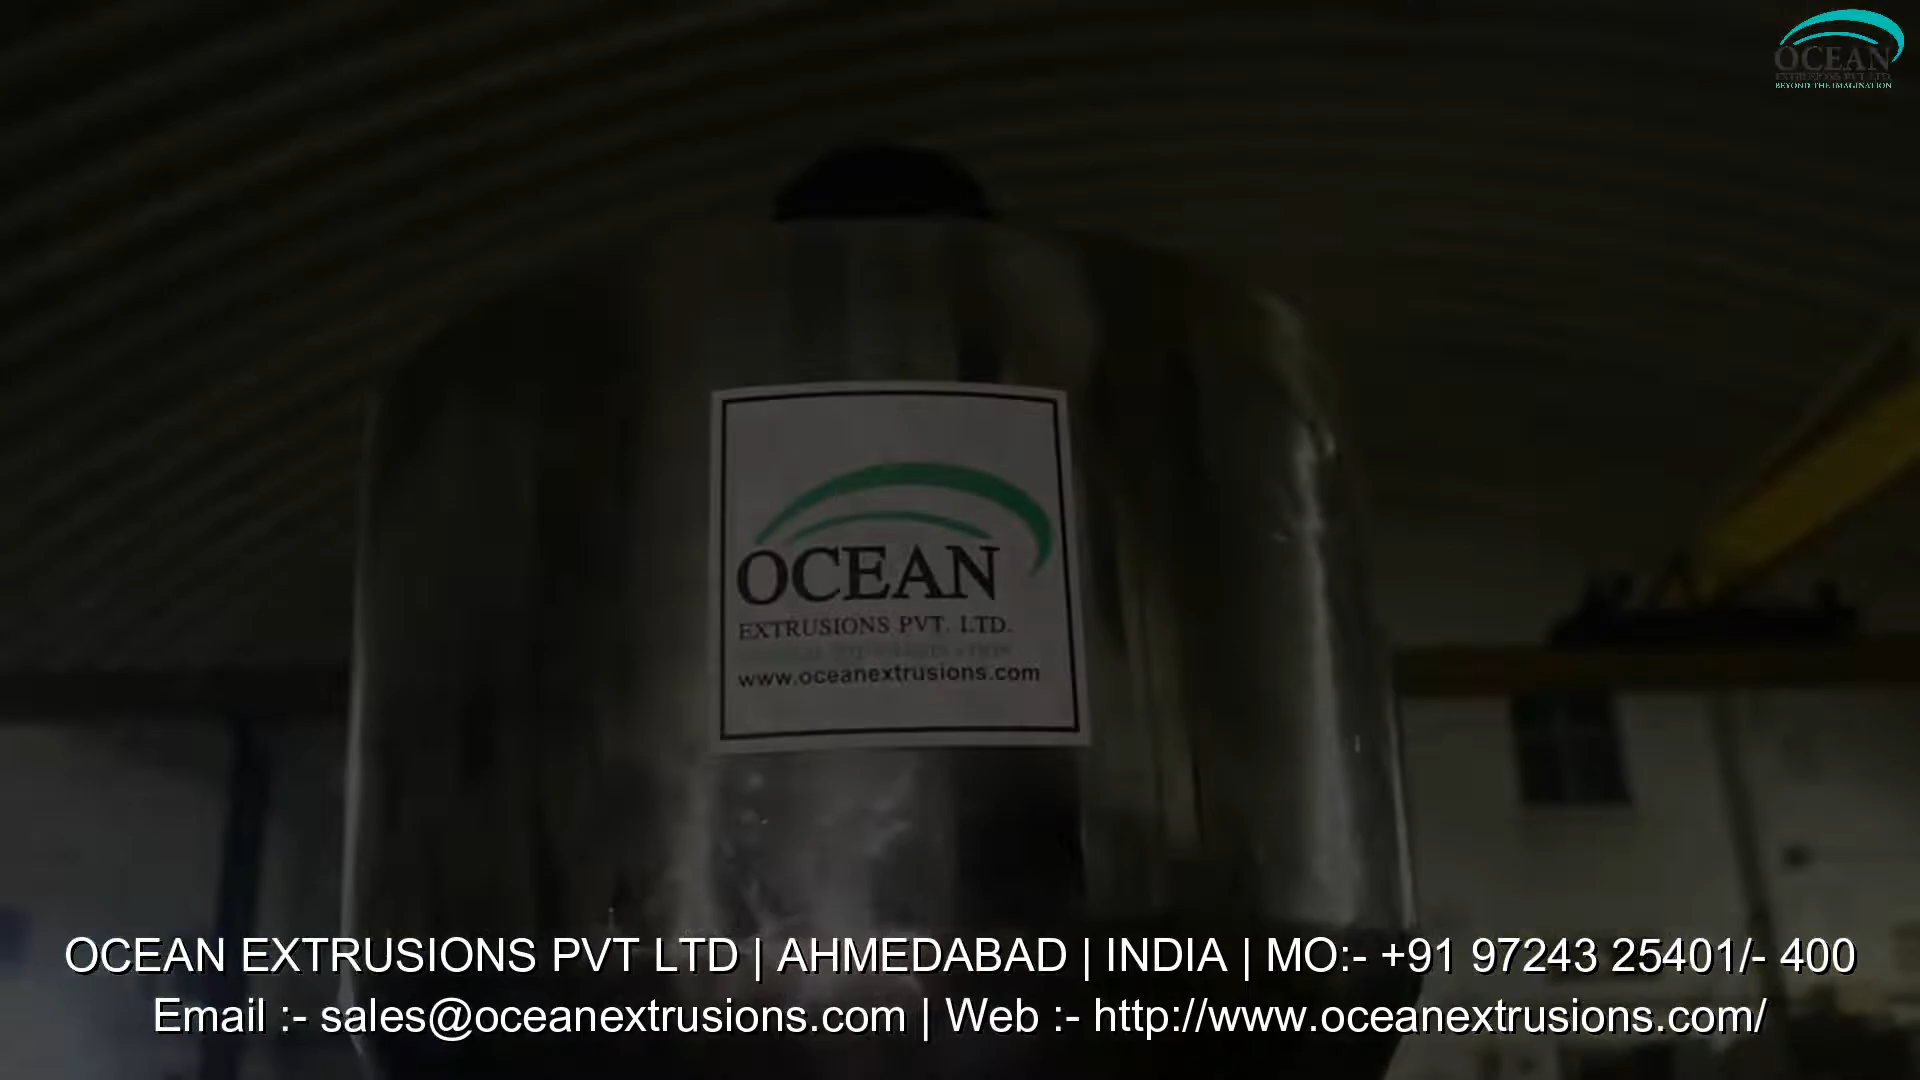 OCEAN
EXTRUSIONS PVT. LTD.
BEYOND THE IMAGINATION
OCEAN
EXTRUSIONS PVT. LTD.
www.oceanextrusions.com
OCEAN EXTRUSIONS PVT LTD | AHMEDABAD | INDIA | MO:- +91 97243 25401/- 400
Email :- sales@oceanextrusions.com | Web :- http://www.oceanextrusions.com/